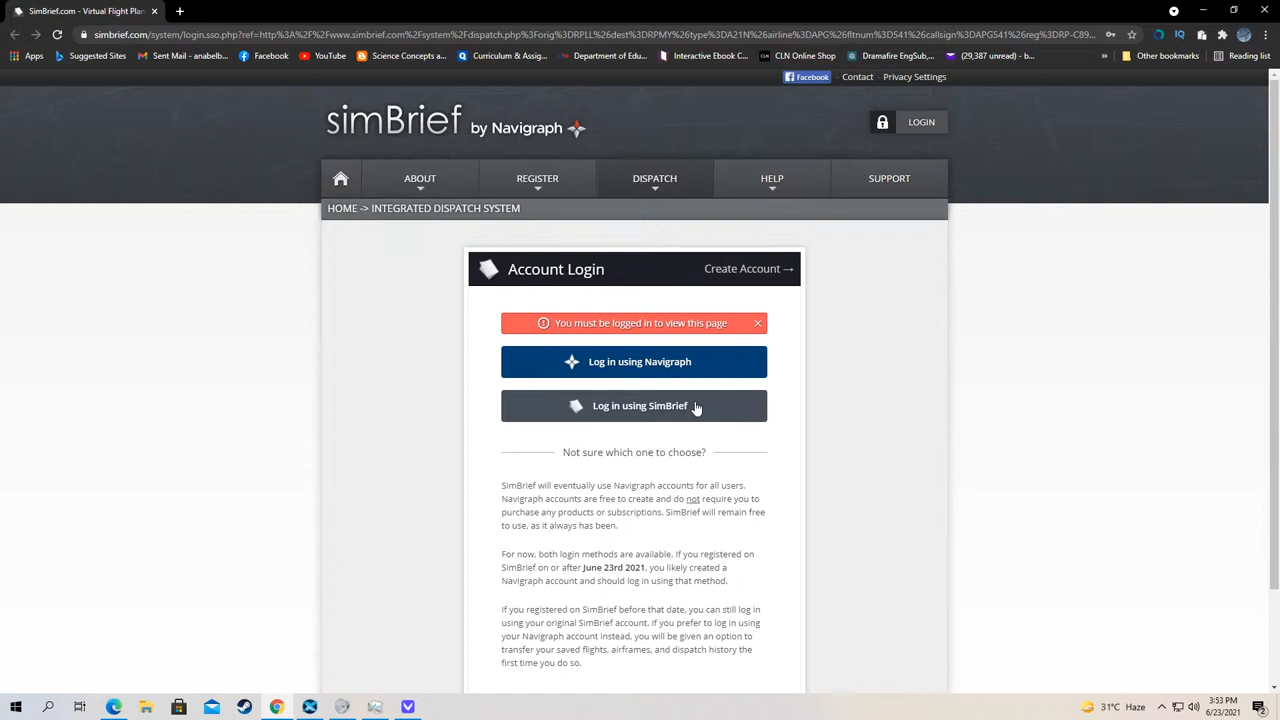 SimBrief.com - Virtual Flight Plan
simbrief.com/system/login.sso.php?ref=http%3A%2F%2Fwww.simbrief.com%2Fsystem%2Fdispatch.php%3Forig%3DRPLL%26dest%3DRPMY%26type%3DA21N%26airline%3DAPG%26fltnum%3D541%26callsign%3DAPG541%26reg%3DRP-C89...
Apps
Suggested Sites
(26) ABS-CBN - ano.bo...
Facebook
YouTube
Science Concepts a...
Curriculum & Assig...
Department of Edu...
Interactive Ebook C...
CLN Online Shop
Dramafire EngSub...
(29,387 unread) - b...
Facebook
Contact
Privacy Settings
simBrief by Navigraph
LOGIN
ABOUT
REGISTER
DISPATCH
HELP
SUPPORT
HOME -> INTEGRATED DISPATCH SYSTEM
Account Login
Create Account →
You must be logged in to view this page
Log in using Navigraph
Log in using SimBrief
Not sure which one to choose?
SimBrief will eventually use Navigraph accounts for all users.
Navigraph accounts are free to create and do not require you to
purchase any products or subscriptions. SimBrief will remain free
to use, as it always has been.
For now, both login methods are available. If you registered on
SimBrief on or after June 23rd 2021, you likely created a
Navigraph account and should log in using that method.
If you registered on SimBrief before that date, you can still log in
using your original SimBrief account. If you prefer to log in using
your Navigraph account instead, you will be given an option to
transfer your saved flights, airframes, and dispatch history the
first time you do so.
31°C Haze
3:53 PM
6/23/2021
2